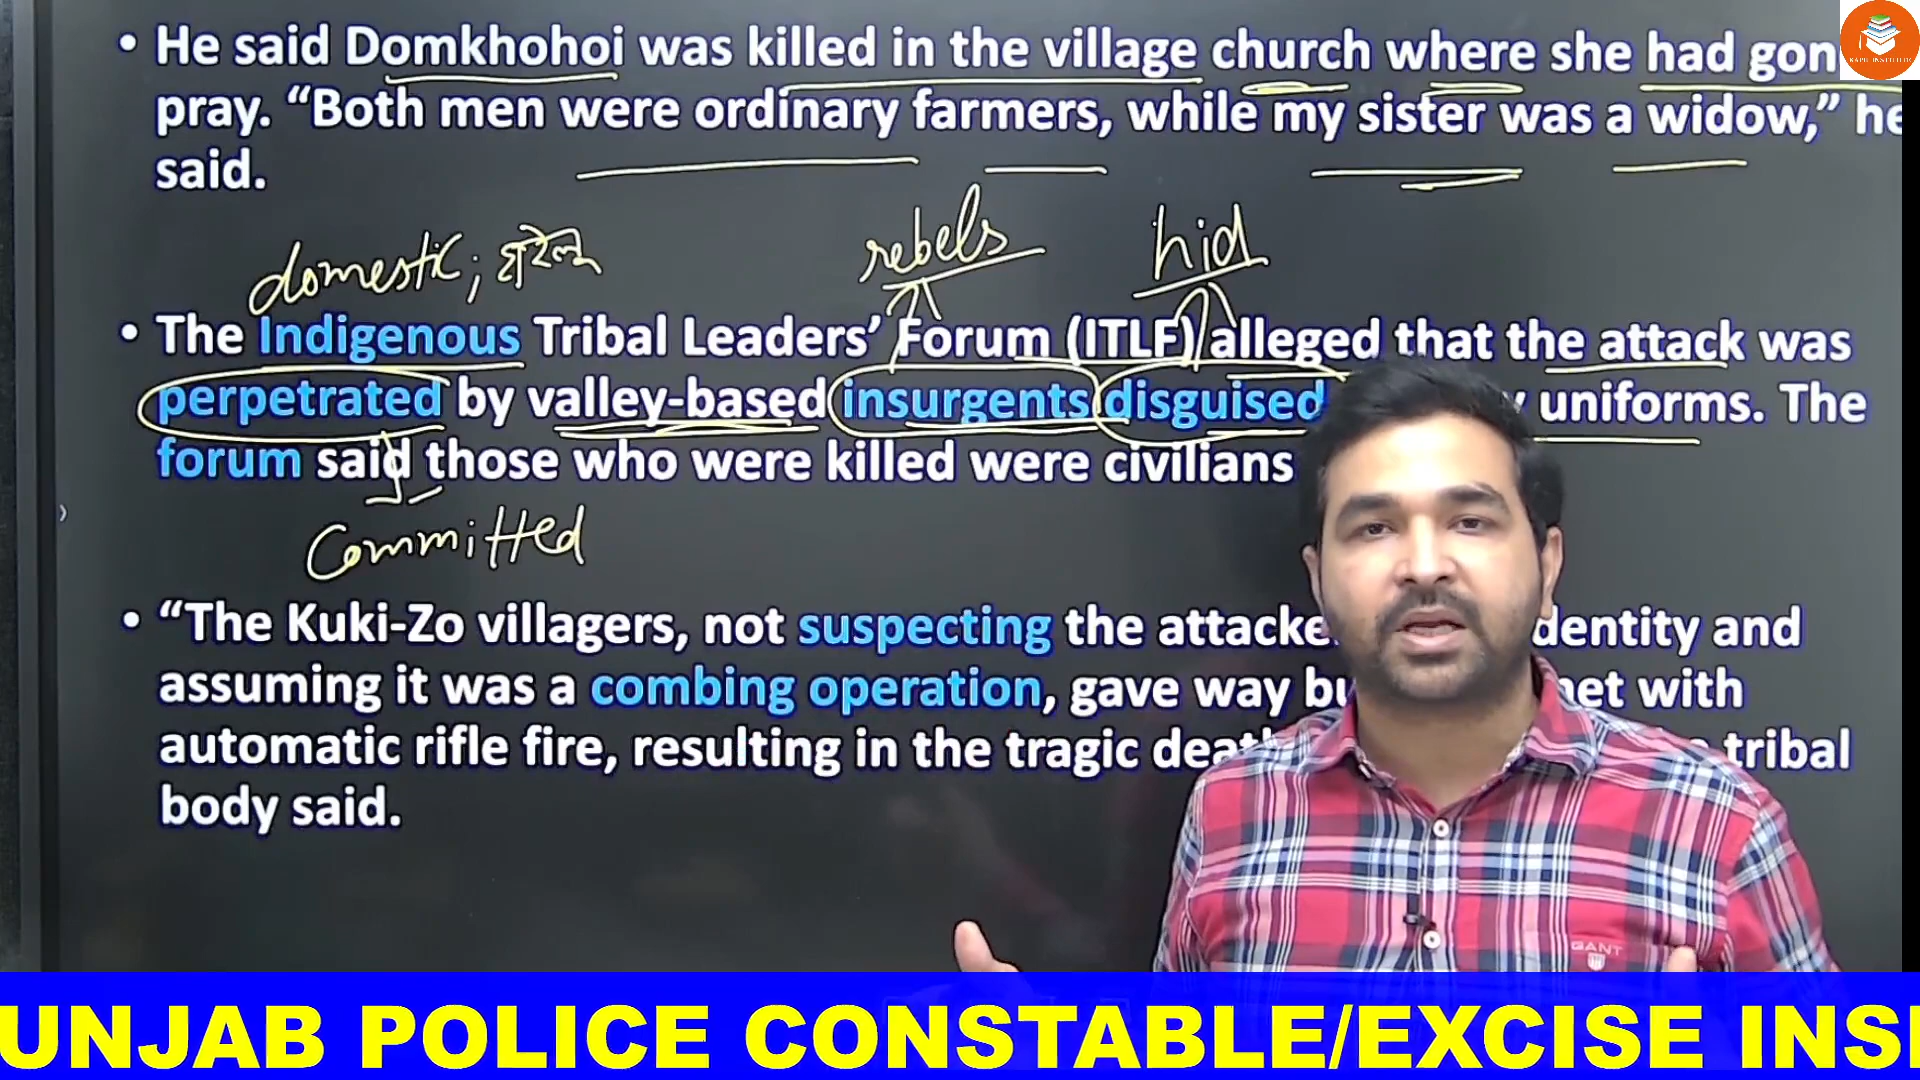 • He said Domkhohoi was killed in the village church where she had gon
pray. “Both men were ordinary farmers, while my sister was a widow,” he
said.
rebels hid
domestic; घरेलू
• The Indigenous Tribal Leaders’ Forum (ITLF) alleged that the attack was
perpetrated by valley-based insurgents disguised uniforms. The
forum said those who were killed were civilians
Committed
• “The Kuki-Zo villagers, not suspecting the attacke dentity and
assuming it was a combing operation, gave way bu et with
automatic rifle fire, resulting in the tragic deat tribal
body said.
GANT
UNJAB POLICE CONSTABLE/EXCISE INS